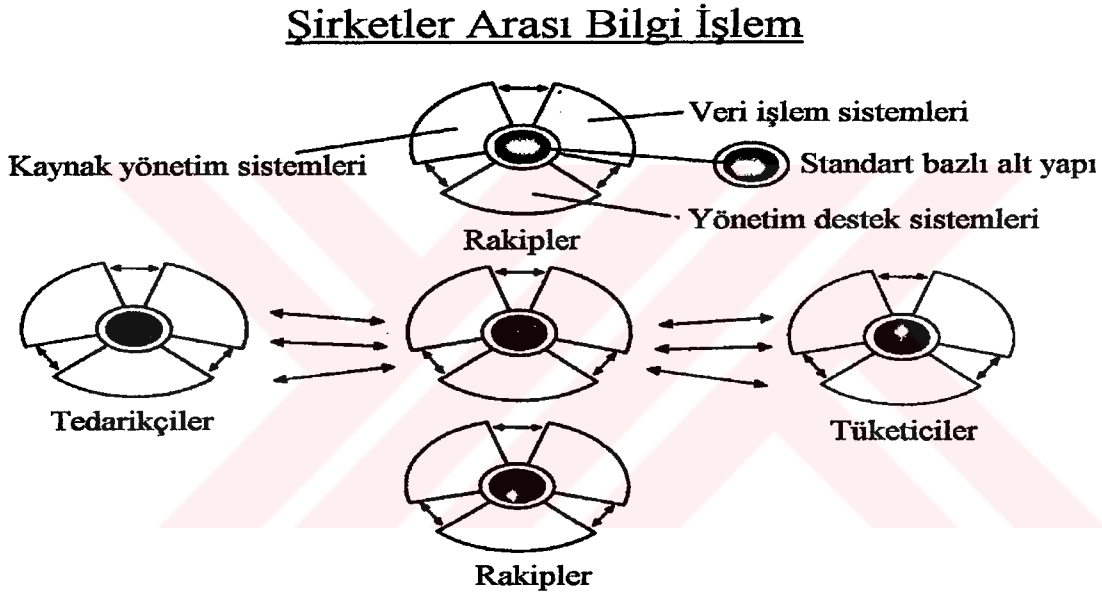 Şirketler Arası Bilgi İşlem
Veri işlem sistemleri
Kaynak yönetim sistemleri
Standart bazlı alt yapı
Yönetim destek sistemleri
Rakipler
Tedarikçiler
Tüketiciler
Rakipler